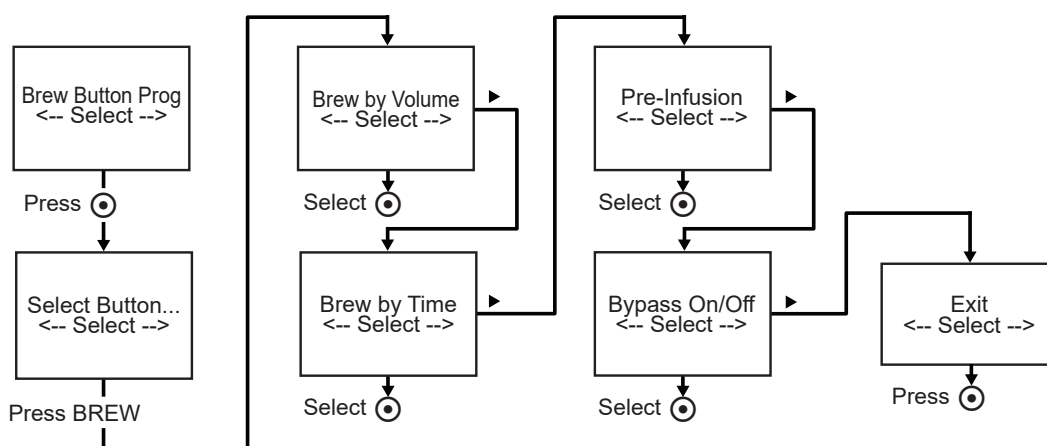 Brew Button Prog
<-- Select -->
Press
Select Button...
<-- Select -->
Press BREW
Brew by Volume
<-- Select -->
Select
Brew by Time
<-- Select -->
Select
Pre-Infusion
<-- Select -->
Select
Bypass On/Off
<-- Select -->
Select
Exit
<-- Select -->
Press